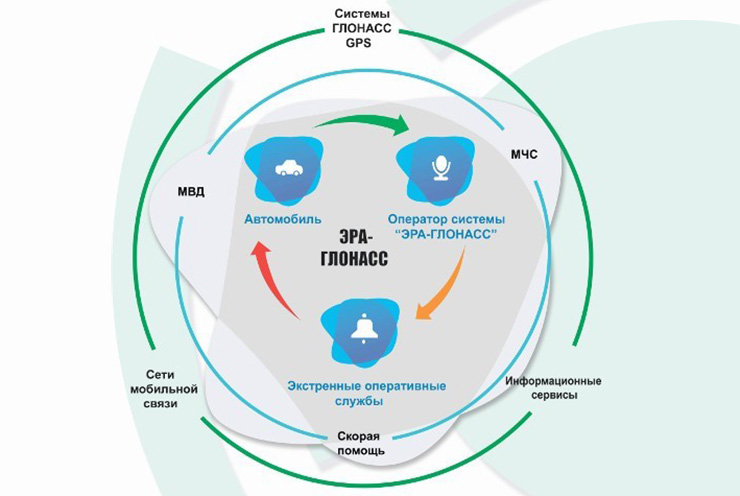 Системы
ГЛОНАСС
GPS
МЧС
МВД
Автомобиль
Оператор системы
“ЭРА-ГЛОНАСС”
ЭРА-
ГЛОНАСС
Экстренные оперативные
службы
Сети
мобильной
связи
Информационные
сервисы
Скорая
помощь